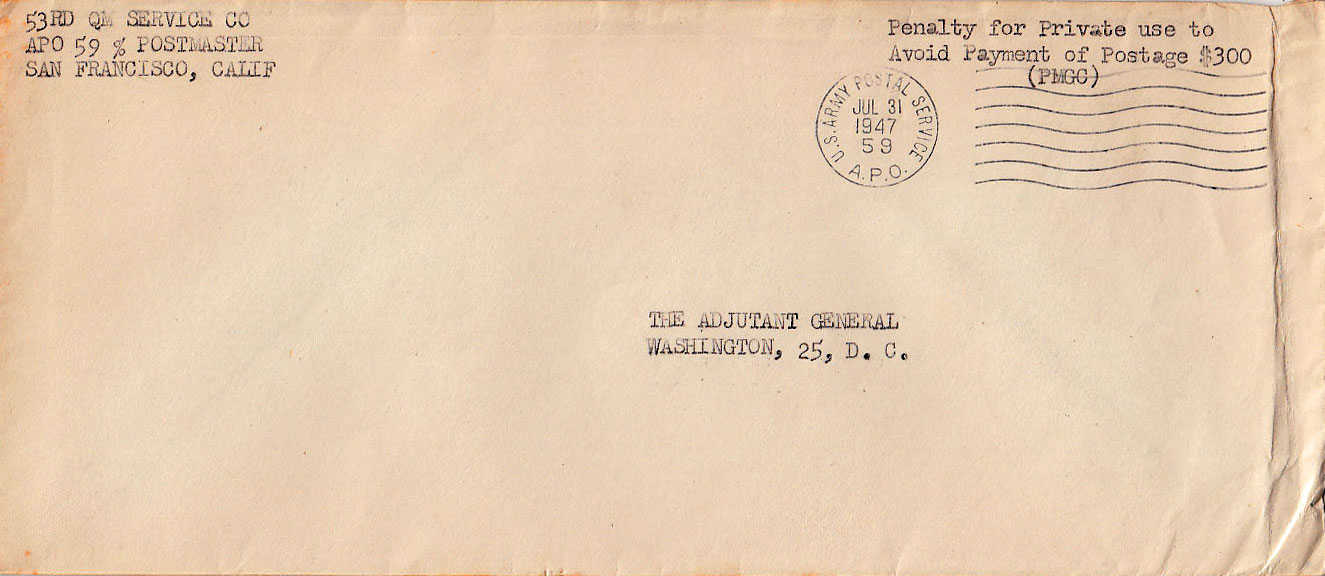 53RD QM SERVICE CO
APO 59 % POSTMASTER
SAN FRANCISCO, CALIF
Penalty for Private use to
Avoid Payment of Postage $300
(PMGC)
U.S. ARMY POSTAL SERVICE
JUL 31
1947
59
A.P.O.
THE ADJUTANT GENERAL
WASHINGTON, 25, D. C.